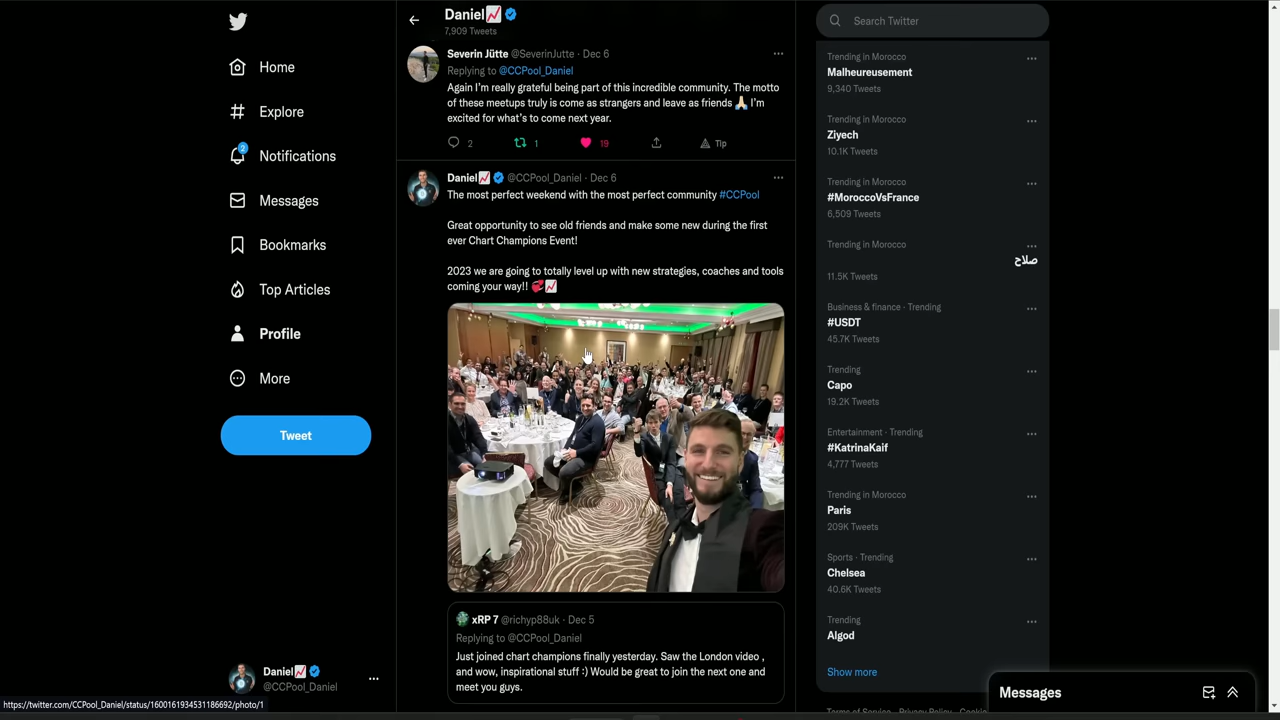 Home
Explore
2
Notifications
Messages
Bookmarks
Top Articles
Profile
More
Tweet
Daniel📈
@CCPool_Daniel
https://twitter.com/CCPool_Daniel/status/1600161934531186692/photo/1
Daniel📈
7,909 Tweets
Severin Jütte @SeverinJutte · Dec 6
Replying to @CCPool_Daniel
Again I'm really grateful being part of this incredible community. The motto
of these meetups truly is come as strangers and leave as friends 🙏🏻 I'm
excited for what's to come next year.
2 1 19 Tip
Daniel📈 @CCPool_Daniel · Dec 6
The most perfect weekend with the most perfect community #CCPool
Great opportunity to see old friends and make some new during the first
ever Chart Champions Event!
2023 we are going to totally level up with new strategies, coaches and tools
coming your way!! 💞📈
xRP 7 @richyp88uk · Dec 5
Replying to @CCPool_Daniel
Just joined chart champions finally yesterday. Saw the London video ,
and wow, inspirational stuff :) Would be great to join the next one and
meet you guys.
Search Twitter
Trending in Morocco
Malheureusement
9,340 Tweets
Trending in Morocco
Ziyech
10.1K Tweets
Trending in Morocco
#MoroccoVsFrance
6,509 Tweets
Trending in Morocco
صلاح
11.5K Tweets
Business & finance · Trending
#USDT
45.7K Tweets
Trending
Capo
19.2K Tweets
Entertainment · Trending
#KatrinaKaif
4,777 Tweets
Trending in Morocco
Paris
209K Tweets
Sports · Trending
Chelsea
40.6K Tweets
Trending
Algod
Show more
Messages
Terms of Service Privacy Policy Cookie